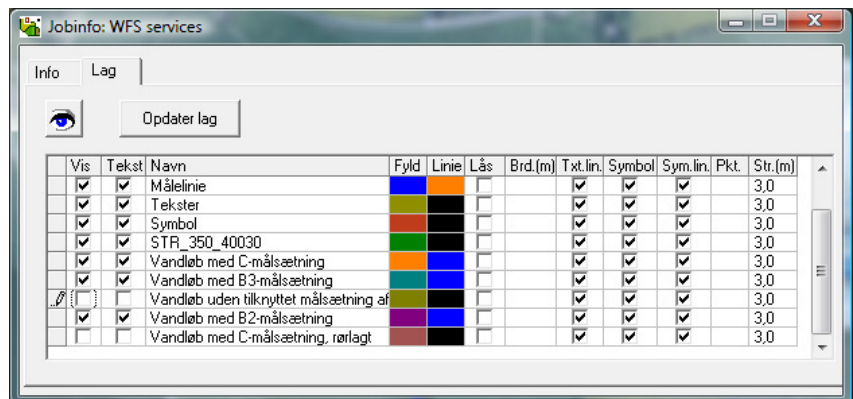 Jobinfo: WFS services
Info Lag
Opdater lag
Vis Tekst Navn Fyld Linie Lås Brd.(m) Txt.lin. Symbol Sym.lin. Pkt. Str.(m)
Målelinie 3,0
Tekster 3,0
Symbol 3,0
STR_350_40030 3,0
Vandløb med C-målsætning 3,0
Vandløb med B3-målsætning 3,0
Vandløb uden tilknyttet målsætning af 3,0
Vandløb med B2-målsætning 3,0
Vandløb med C-målsætning, rørlagt 3,0